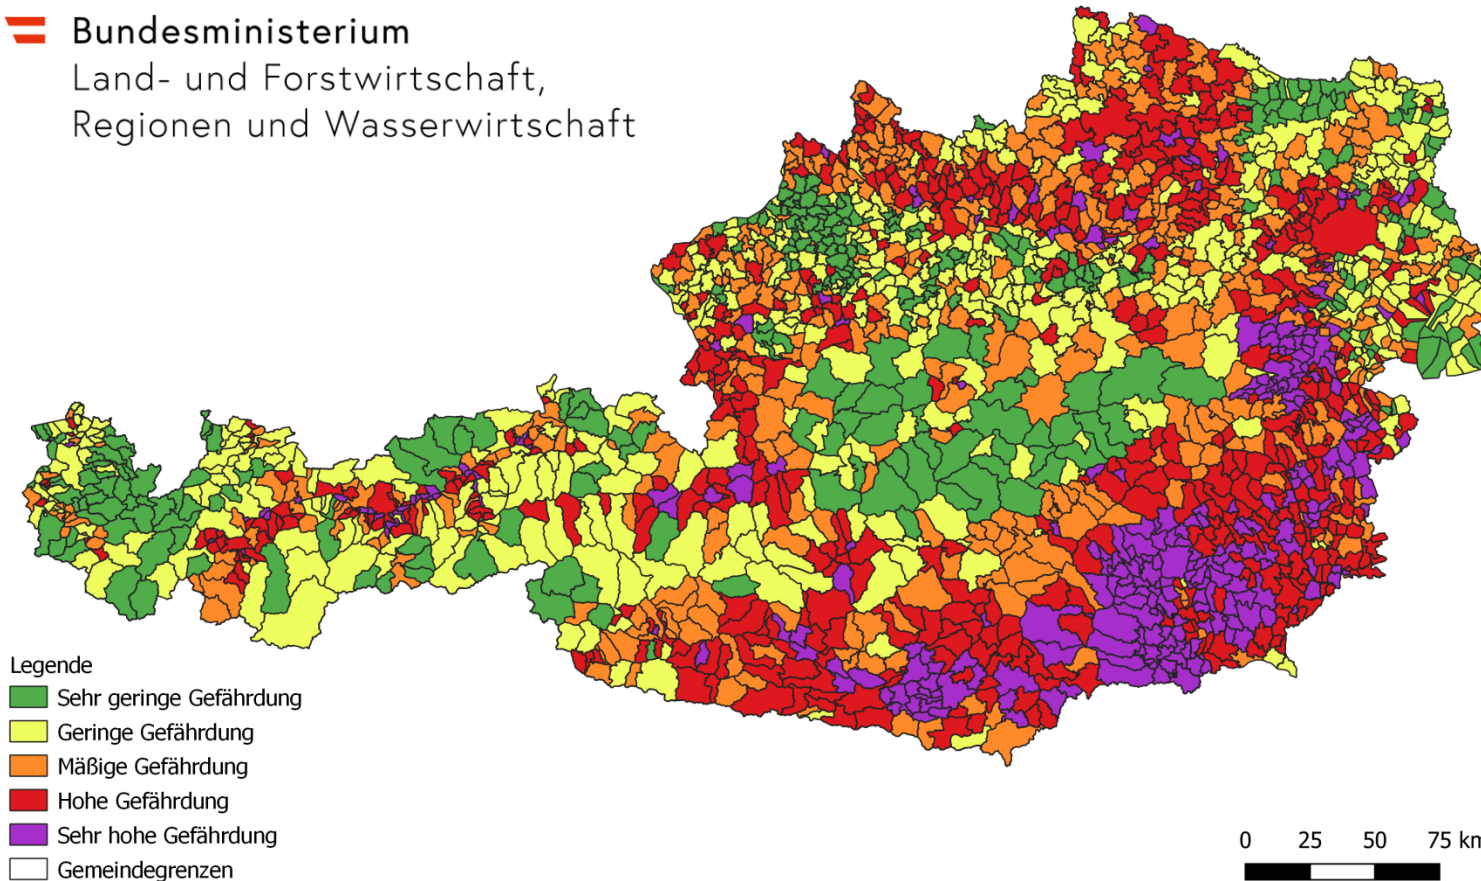 Bundesministerium
Land- und Forstwirtschaft,
Regionen und Wasserwirtschaft
Legende
Sehr geringe Gefährdung
Geringe Gefährdung
Mäßige Gefährdung
Hohe Gefährdung
Sehr hohe Gefährdung
Gemeindegrenzen
0 25 50 75 km